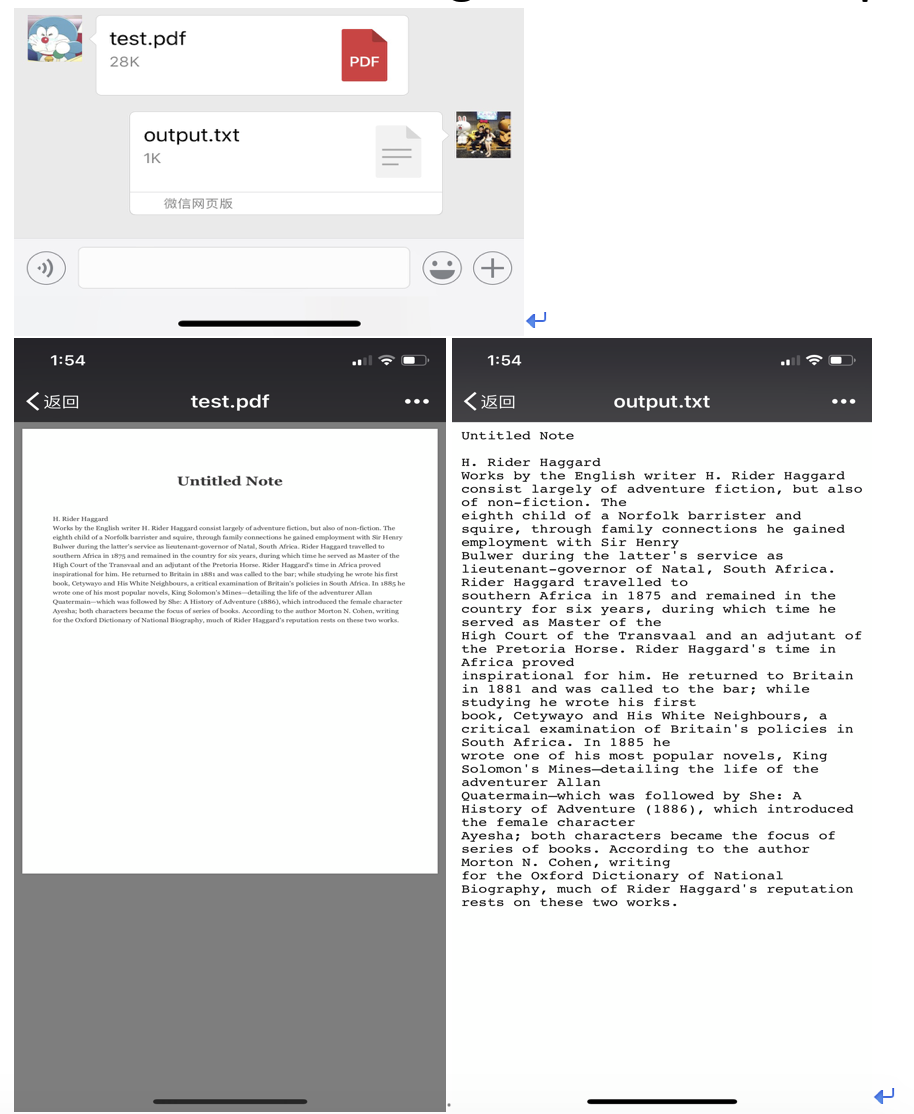 test.pdf
28K
PDF
output.txt
1K
微信网页版
1:54
返回
test.pdf
Untitled Note
H. Rider Haggard
Works by the English writer H. Rider Haggard consist largely of adventure fiction, but also of non-fiction. The
eighth child of a Norfolk barrister and squire, through family connections he gained employment with Sir Henry
Bulwer during the latter's service as lieutenant-governor of Natal, South Africa. Rider Haggard travelled to
southern Africa in 1875 and remained in the country for six years, during which time he served as Master of the
High Court of the Transvaal and an adjutant of the Pretoria Horse. Rider Haggard's time in Africa proved
inspirational for him. He returned to Britain in 1881 and was called to the bar; while studying he wrote his first
book, Cetywayo and His White Neighbours, a critical examination of Britain's policies in South Africa. In 1885 he
wrote one of his most popular novels, King Solomon's Mines—detailing the life of the adventurer Allan
Quatermain—which was followed by She: A History of Adventure (1886), which introduced the female character
Ayesha; both characters became the focus of series of books. According to the author Morton N. Cohen, writing
for the Oxford Dictionary of National Biography, much of Rider Haggard's reputation rests on these two works.
1:54
返回
output.txt
Untitled Note
H. Rider Haggard
Works by the English writer H. Rider Haggard
consist largely of adventure fiction, but also
of non-fiction. The
eighth child of a Norfolk barrister and
squire, through family connections he gained
employment with Sir Henry
Bulwer during the latter's service as
lieutenant-governor of Natal, South Africa.
Rider Haggard travelled to
southern Africa in 1875 and remained in the
country for six years, during which time he
served as Master of the
High Court of the Transvaal and an adjutant of
the Pretoria Horse. Rider Haggard's time in
Africa proved
inspirational for him. He returned to Britain
in 1881 and was called to the bar; while
studying he wrote his first
book, Cetywayo and His White Neighbours, a
critical examination of Britain's policies in
South Africa. In 1885 he
wrote one of his most popular novels, King
Solomon's Mines—detailing the life of the
adventurer Allan
Quatermain—which was followed by She: A
History of Adventure (1886), which introduced
the female character
Ayesha; both characters became the focus of
series of books. According to the author
Morton N. Cohen, writing
for the Oxford Dictionary of National
Biography, much of Rider Haggard's reputation
rests on these two works.